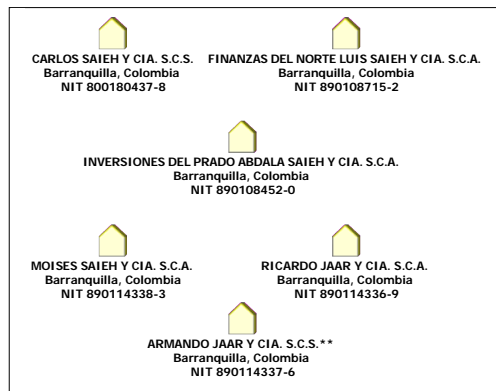 CARLOS SAIEH Y CIA. S.C.S.
Barranquilla, Colombia
NIT 800180437-8
FINANZAS DEL NORTE LUIS SAIEH Y CIA. S.C.A.
Barranquilla, Colombia
NIT 890108715-2
INVERSIONES DEL PRADO ABDALA SAIEH Y CIA. S.C.A.
Barranquilla, Colombia
NIT 890108452-0
MOISES SAIEH Y CIA. S.C.A.
Barranquilla, Colombia
NIT 890114338-3
RICARDO JAAR Y CIA. S.C.A.
Barranquilla, Colombia
NIT 890114336-9
ARMANDO JAAR Y CIA. S.C.S.**
Barranquilla, Colombia
NIT 890114337-6